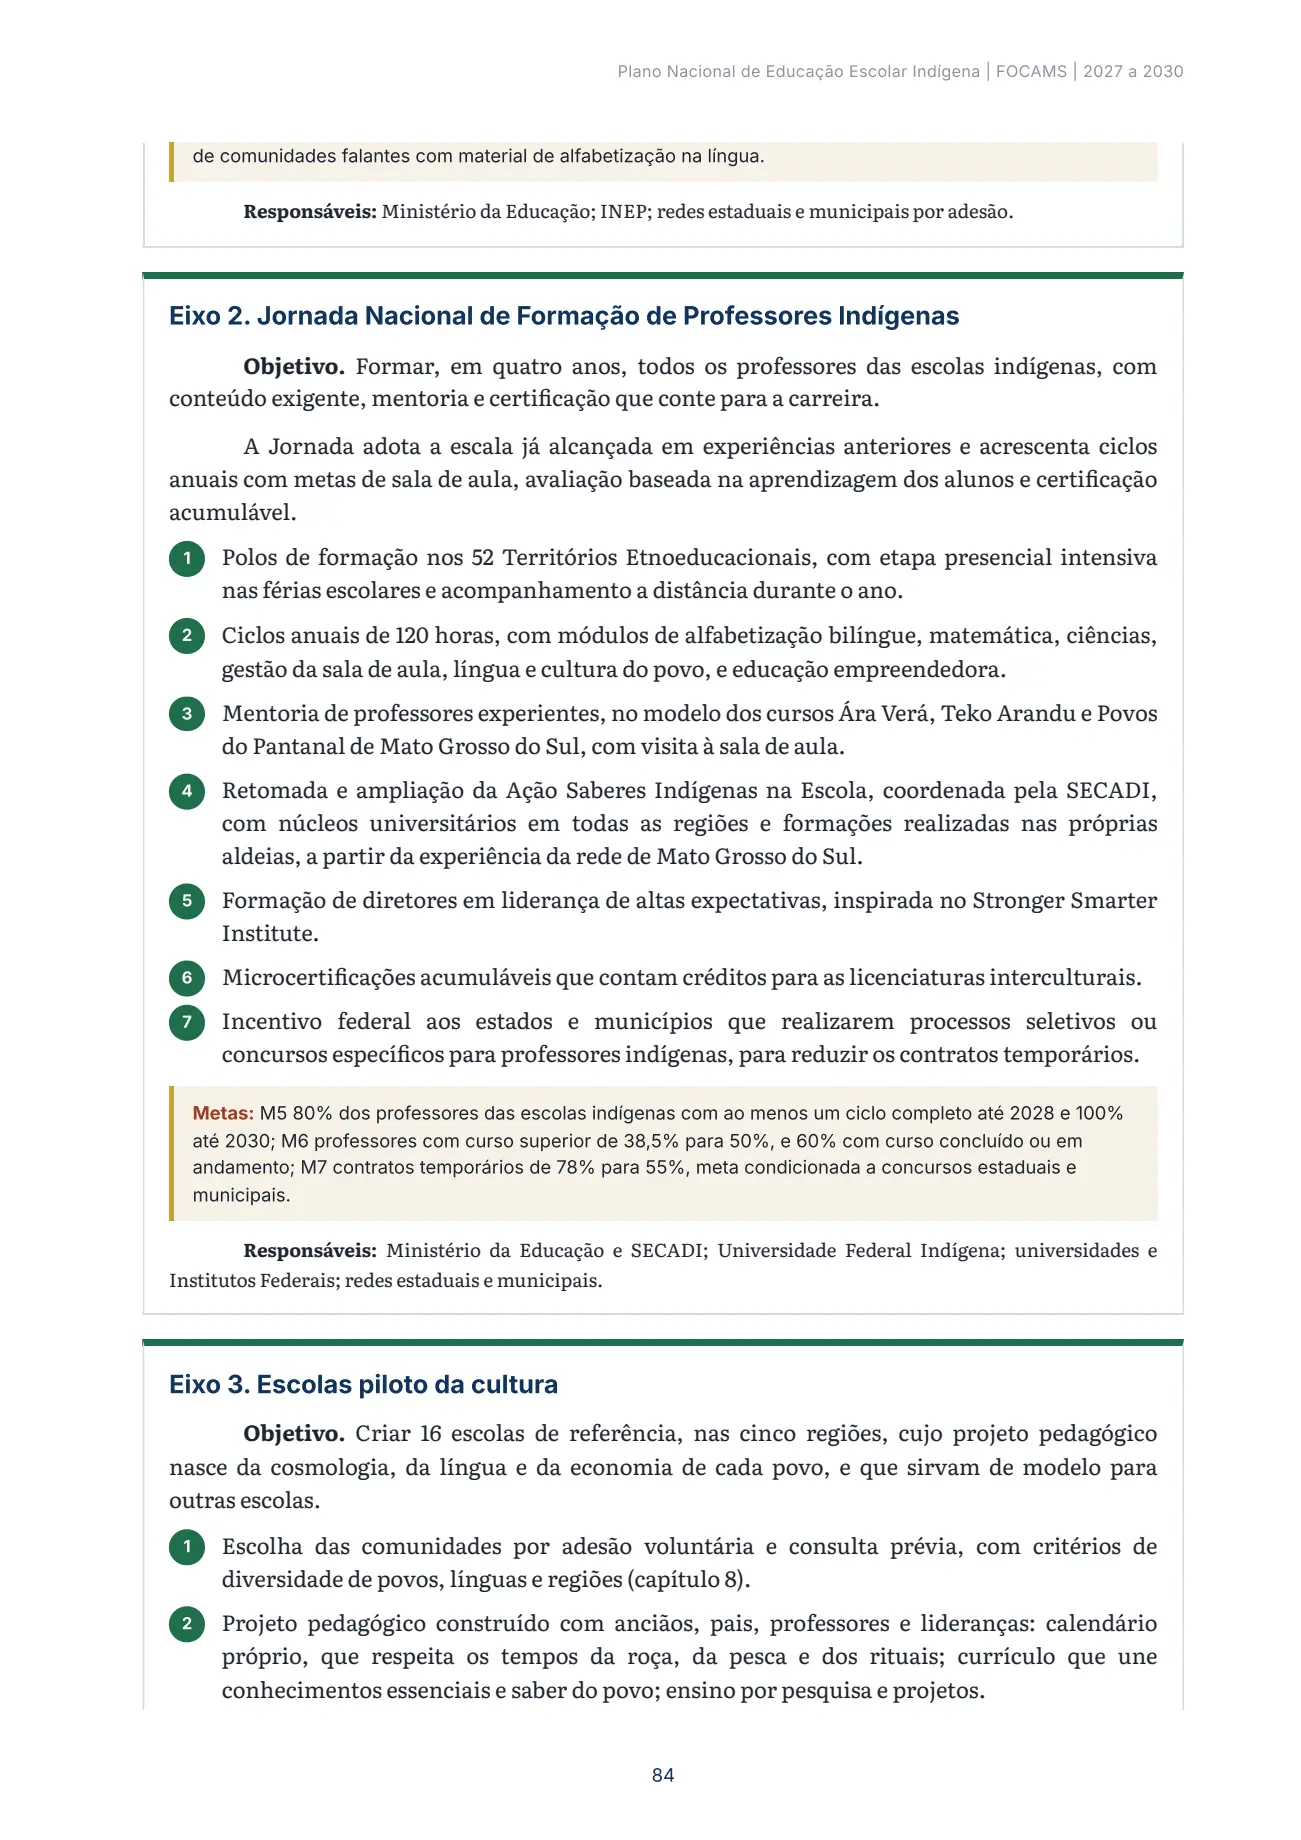 Plano Nacional de Educação Escolar Indígena | FOCAMS | 2027 a 2030
de comunidades falantes com material de alfabetização na língua.
Responsáveis: Ministério da Educação; INEP; redes estaduais e municipais por adesão.
Eixo 2. Jornada Nacional de Formação de Professores Indígenas
Objetivo. Formar, em quatro anos, todos os professores das escolas indígenas, com
conteúdo exigente, mentoria e certificação que conte para a carreira.
A Jornada adota a escala já alcançada em experiências anteriores e acrescenta ciclos
anuais com metas de sala de aula, avaliação baseada na aprendizagem dos alunos e certificação
acumulável.
1 Polos de formação nos 52 Territórios Etnoeducacionais, com etapa presencial intensiva
nas férias escolares e acompanhamento a distância durante o ano.
2 Ciclos anuais de 120 horas, com módulos de alfabetização bilíngue, matemática, ciências,
gestão da sala de aula, língua e cultura do povo, e educação empreendedora.
3 Mentoria de professores experientes, no modelo dos cursos Ára Verá, Teko Arandu e Povos
do Pantanal de Mato Grosso do Sul, com visita à sala de aula.
4 Retomada e ampliação da Ação Saberes Indígenas na Escola, coordenada pela SECADI,
com núcleos universitários em todas as regiões e formações realizadas nas próprias
aldeias, a partir da experiência da rede de Mato Grosso do Sul.
5 Formação de diretores em liderança de altas expectativas, inspirada no Stronger Smarter
Institute.
6 Microcertificações acumuláveis que contam créditos para as licenciaturas interculturais.
7 Incentivo federal aos estados e municípios que realizarem processos seletivos ou
concursos específicos para professores indígenas, para reduzir os contratos temporários.
Metas: M5 80% dos professores das escolas indígenas com ao menos um ciclo completo até 2028 e 100%
até 2030; M6 professores com curso superior de 38,5% para 50%, e 60% com curso concluído ou em
andamento; M7 contratos temporários de 78% para 55%, meta condicionada a concursos estaduais e
municipais.
Responsáveis: Ministério da Educação e SECADI; Universidade Federal Indígena; universidades e
Institutos Federais; redes estaduais e municipais.
Eixo 3. Escolas piloto da cultura
Objetivo. Criar 16 escolas de referência, nas cinco regiões, cujo projeto pedagógico
nasce da cosmologia, da língua e da economia de cada povo, e que sirvam de modelo para
outras escolas.
1 Escolha das comunidades por adesão voluntária e consulta prévia, com critérios de
diversidade de povos, línguas e regiões (capítulo 8).
2 Projeto pedagógico construído com anciãos, pais, professores e lideranças: calendário
próprio, que respeita os tempos da roça, da pesca e dos rituais; currículo que une
conhecimentos essenciais e saber do povo; ensino por pesquisa e projetos.
84